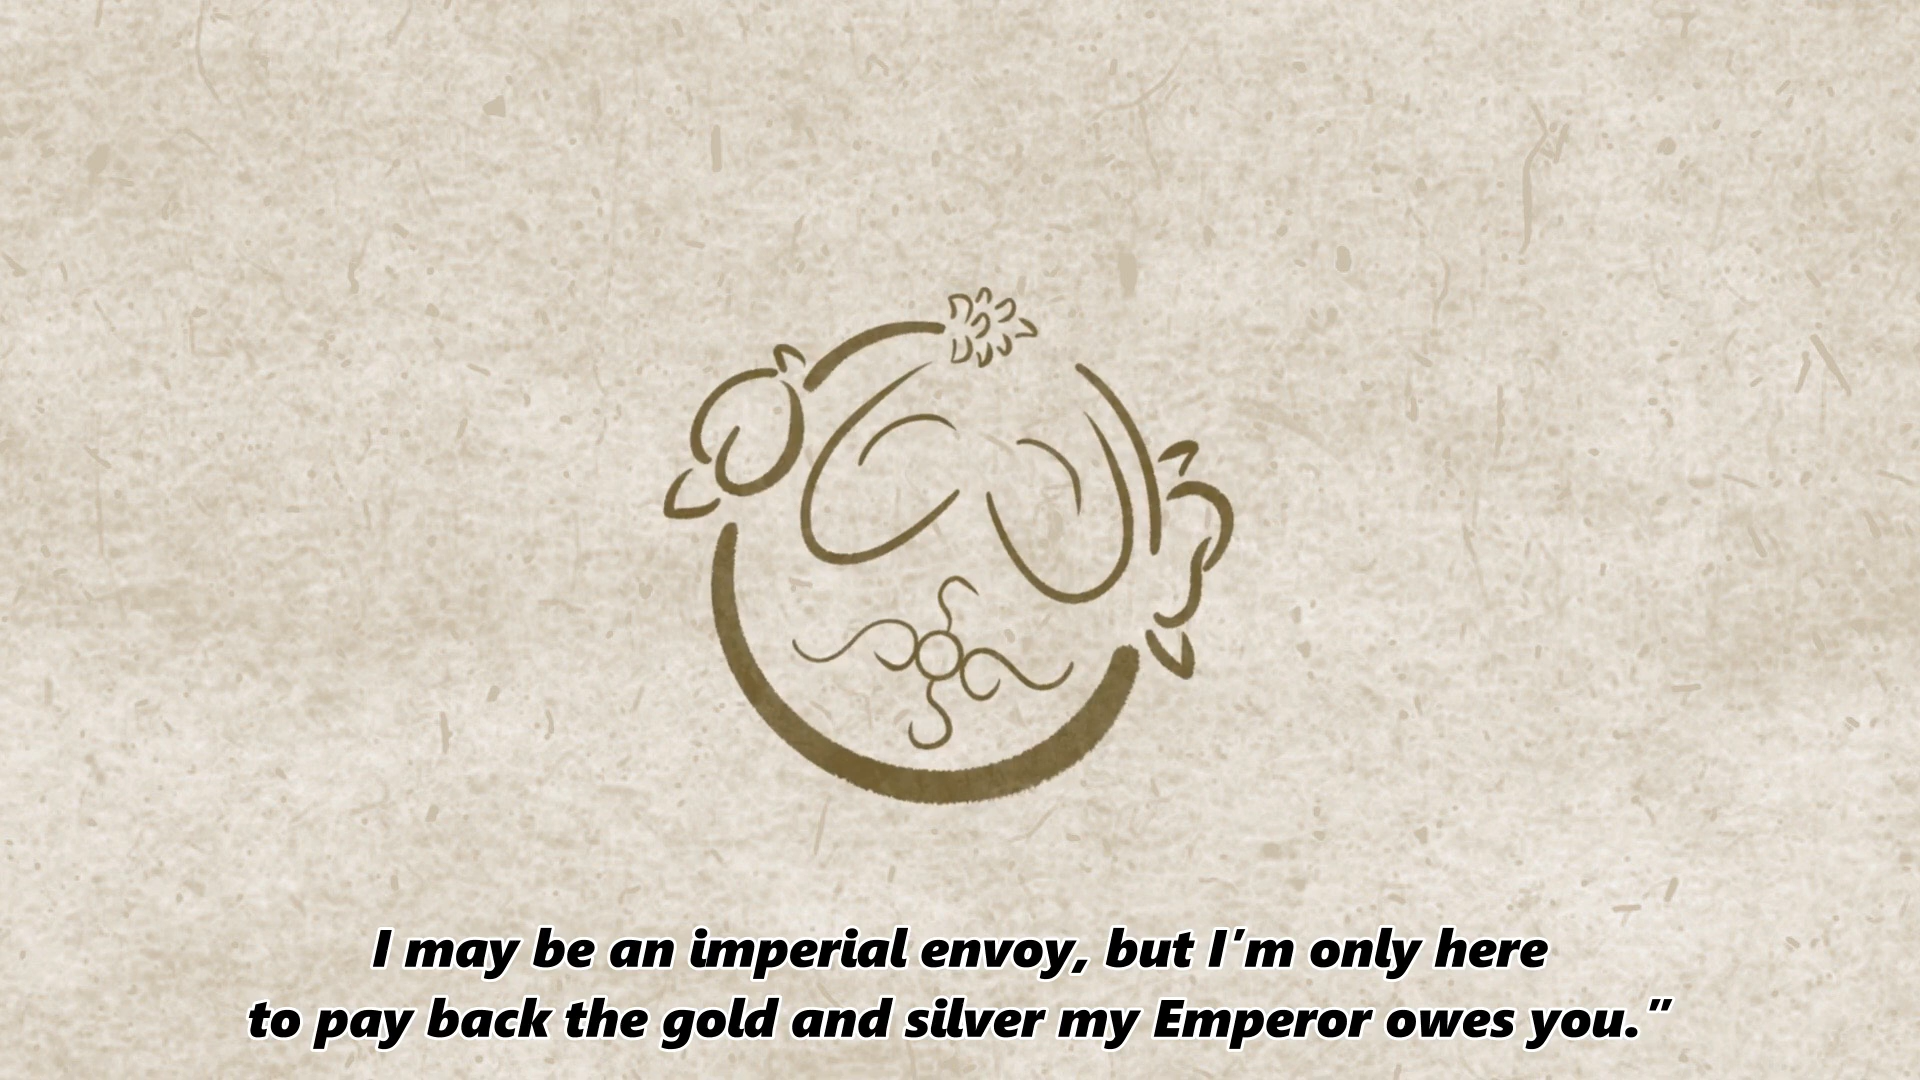 I may be an imperial envoy, but I'm only here
to pay back the gold and silver my Emperor owes you."